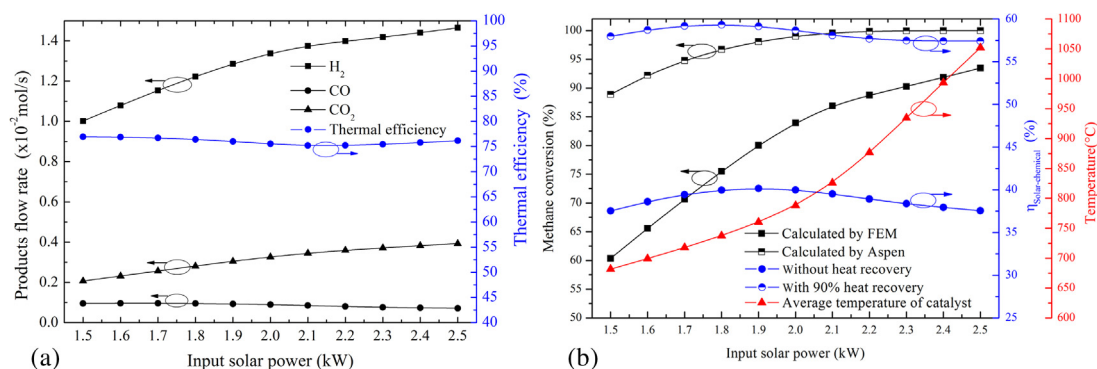 Products flow rate (x10⁻²mol/s)
1.4
1.2
1.0
0.8
0.6
0.4
0.2
0.0
H₂
CO
CO₂
Thermal efficiency
100
95
90
85
80
75
70
65
60
55
50
45
40
Thermal efficiency (%)
1.5 1.6 1.7 1.8 1.9 2.0 2.1 2.2 2.3 2.4 2.5
Input solar power (kW)
(a)
Methane conversion (%)
100
95
90
85
80
75
70
65
60
55
50
Calculated by FEM
Calculated by Aspen
Without heat recovery
With 90% heat recovery
Average temperature of catalyst
60
55
50
45
40
35
30
25
ηSolar-chemical (%)
1100
1050
1000
950
900
850
800
750
700
650
600
Temperature(°C)
1.5 1.6 1.7 1.8 1.9 2.0 2.1 2.2 2.3 2.4 2.5
Input solar power (kW)
(b)